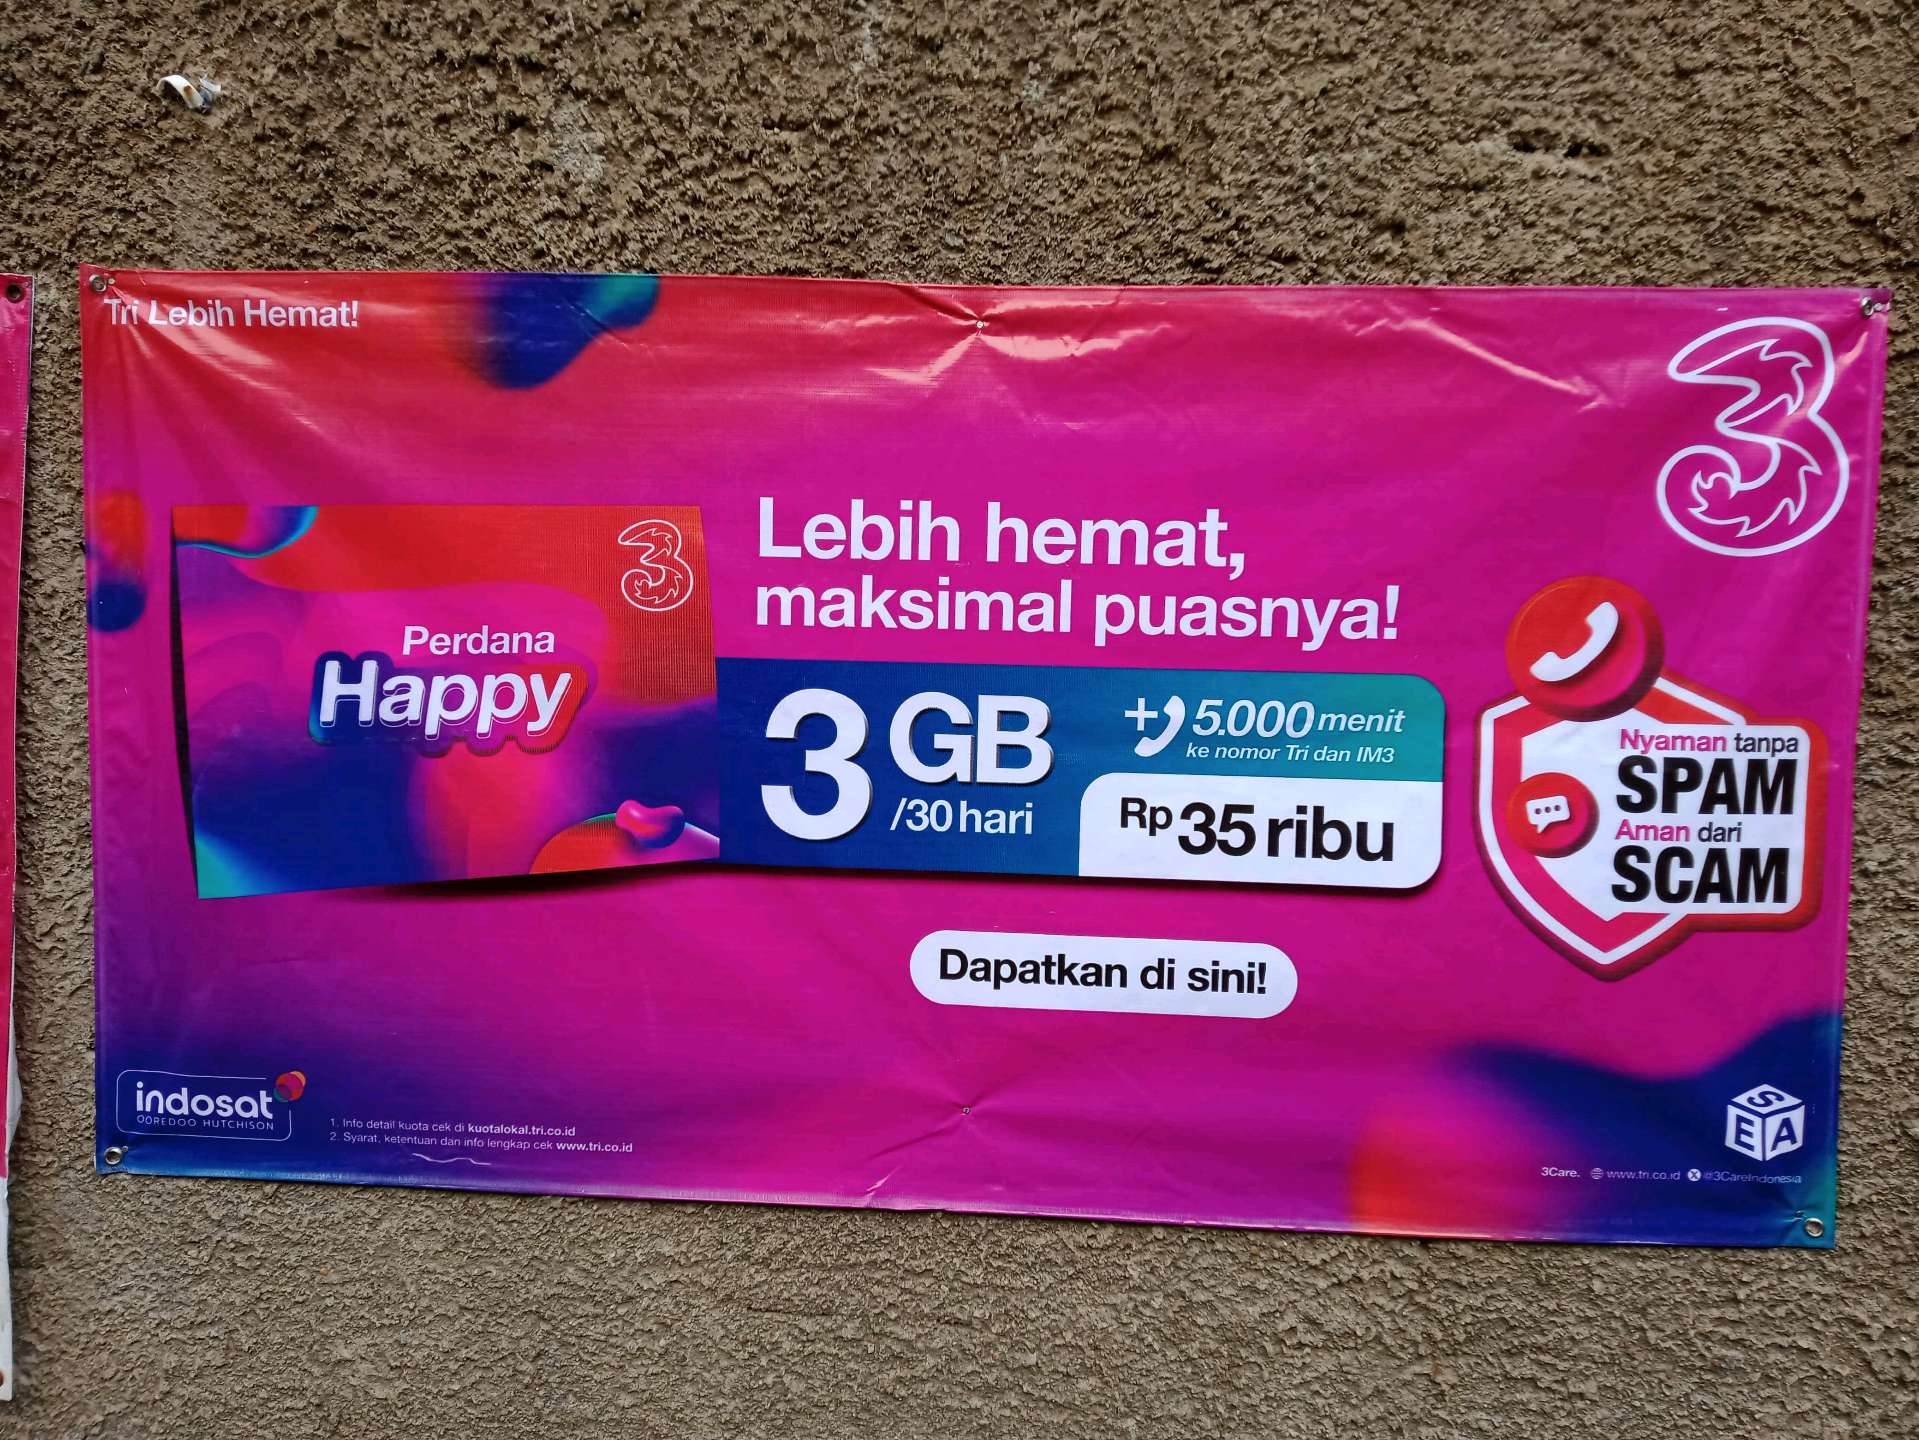 Tri Lebih Hemat!
3
3
Perdana
Happy
Lebih hemat,
maksimal puasnya!
3 GB
/30 hari
+ 5.000 menit
ke nomor Tri dan IM3
Rp 35 ribu
Nyaman tanpa
SPAM
Aman dari
SCAM
Dapatkan di sini!
indosat
OOREDOO HUTCHISON
1. Info detail kuota cek di kuotalokal.tri.co.id
2. Syarat, ketentuan dan info lengkap cek www.tri.co.id
S
E A
3Care. www.tri.co.id X @3CareIndonesia